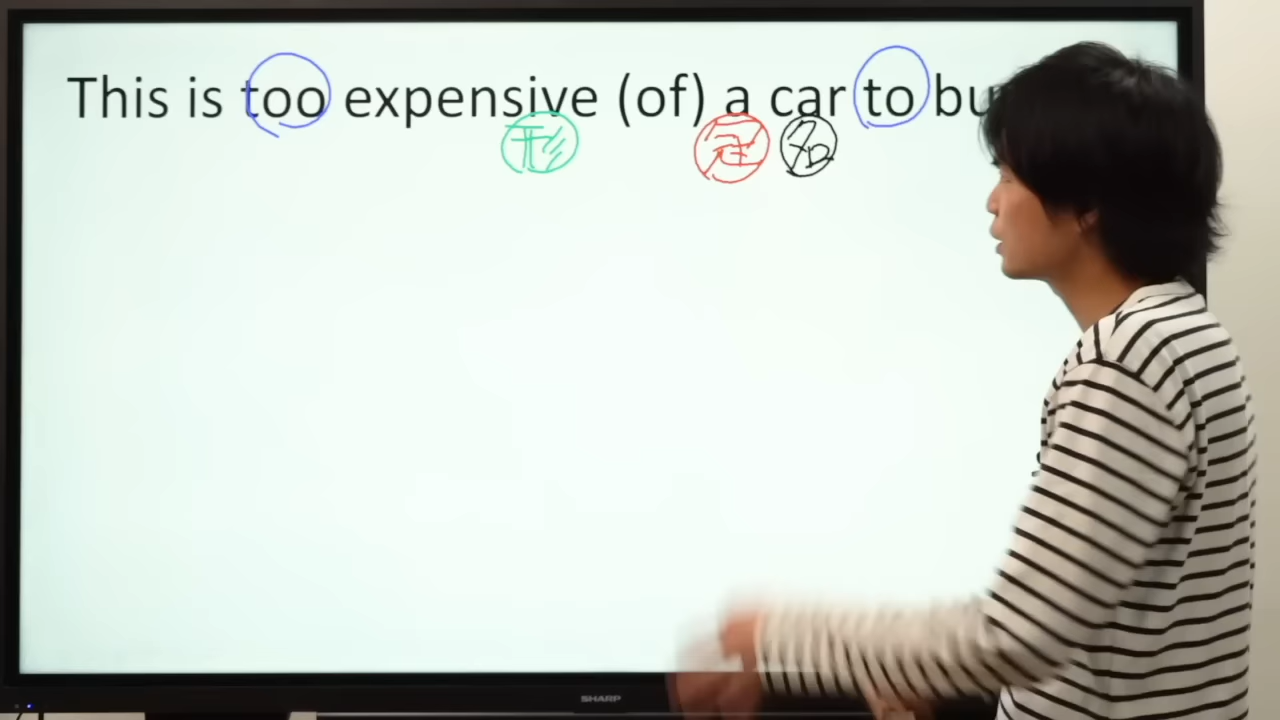 This is too expensive (of) a car to bu
形 冠 名
SHARP